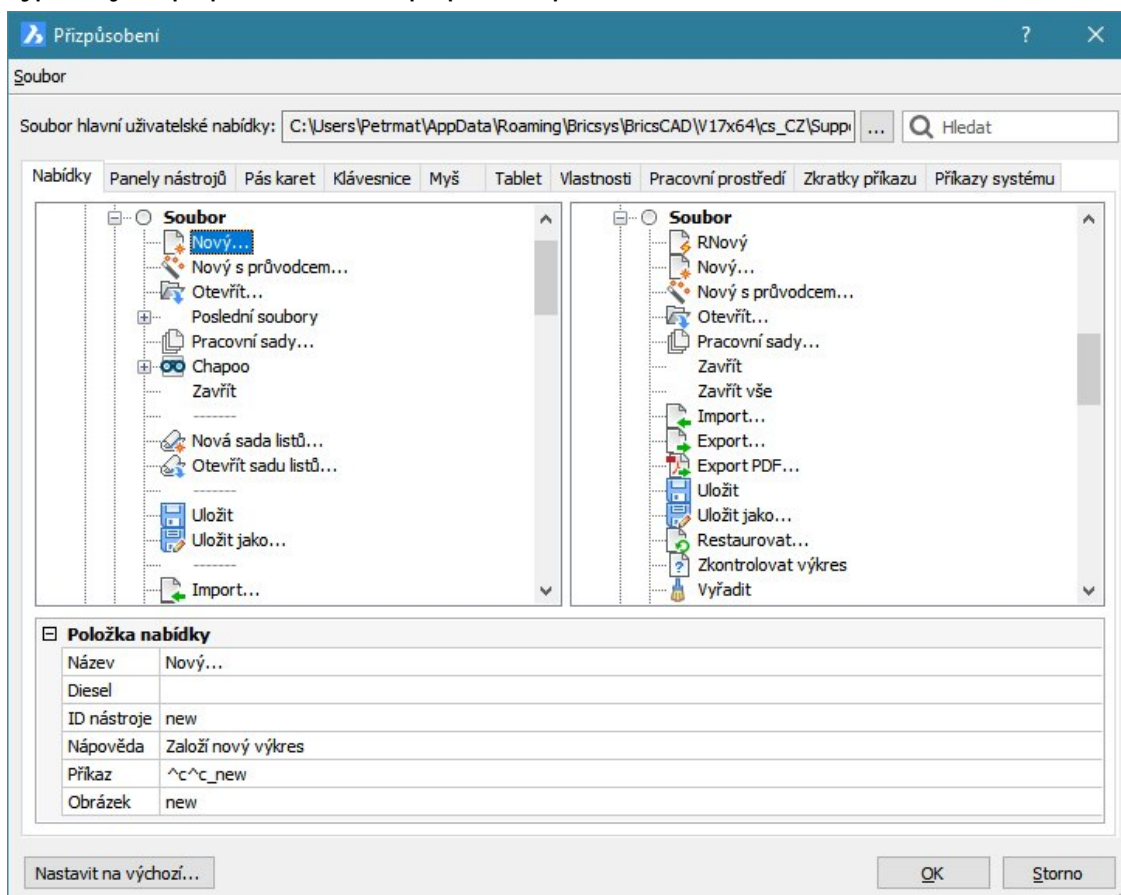 Přizpůsobení
Soubor
Soubor hlavní uživatelské nabídky: C:\Users\Petrmat\AppData\Roaming\Bricsys\BricsCAD\V17x64\cs_CZ\Supp ... Hledat
Nabídky Panely nástrojů Pás karet Klávesnice Myš Tablet Vlastnosti Pracovní prostředí Zkratky příkazu Příkazy systému
Soubor
Nový...
Nový s průvodcem...
Otevřít...
Poslední soubory
Pracovní sady...
Chapoo
Zavřít
-------
Nová sada listů...
Otevřít sadu listů...
-------
Uložit
Uložit jako...
-------
Import...
Soubor
RNový
Nový...
Nový s průvodcem...
Otevřít...
Pracovní sady...
Zavřít
Zavřít vše
Import...
Export...
Export PDF...
Uložit
Uložit jako...
Restaurovat...
Zkontrolovat výkres
Vyřadit
Položka nabídky
Název Nový...
Diesel
ID nástroje new
Nápověda Založí nový výkres
Příkaz ^c^c_new
Obrázek new
Nastavit na výchozí... OK Storno